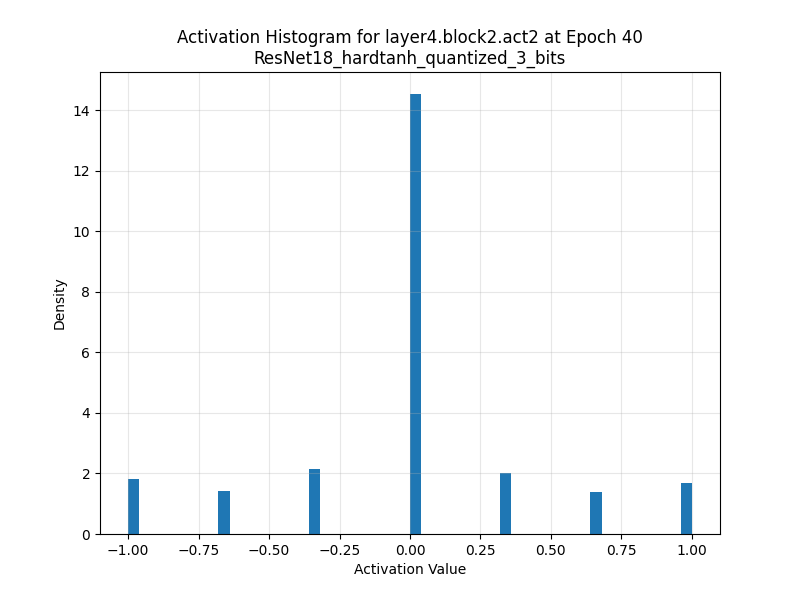 Activation Histogram for layer4.block2.act2 at Epoch 40
ResNet18_hardtanh_quantized_3_bits
14
12
10
8
6
4
2
0
Density
−1.00 −0.75 −0.50 −0.25 0.00 0.25 0.50 0.75 1.00
Activation Value